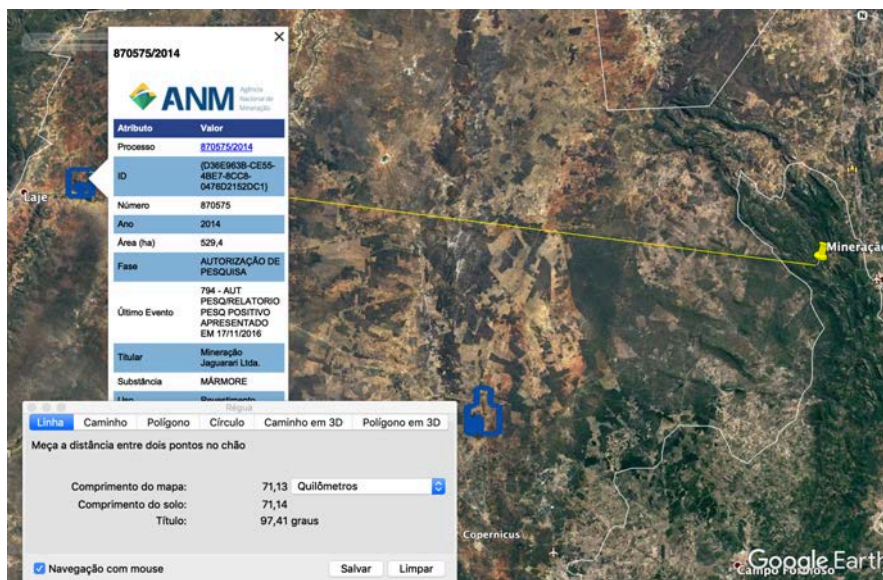 870575/2014
ANM
Agência
Nacional de
Mineração
Atributo Valor
Processo 870575/2014
ID {D36E963B-CE55-
4BE7-8CC8-
0476D2152DC1}
Número 870575
Ano 2014
Área (ha) 529,4
Fase AUTORIZAÇÃO DE
PESQUISA
Último Evento 794 - AUT
PESQ/RELATORIO
PESQ POSITIVO
APRESENTADO
EM 17/11/2016
Titular Mineração
Jaguarari Ltda.
Substância MÁRMORE
Uso Revestimento
Laje
Mineração
N
Régua
Linha Caminho Polígono Círculo Caminho em 3D Polígono em 3D
Meça a distância entre dois pontos no chão
Comprimento do mapa: 71,13 Quilômetros
Comprimento do solo: 71,14
Título: 97,41 graus
Navegação com mouse Salvar Limpar
Copernicus
Google Earth
Campo Formoso